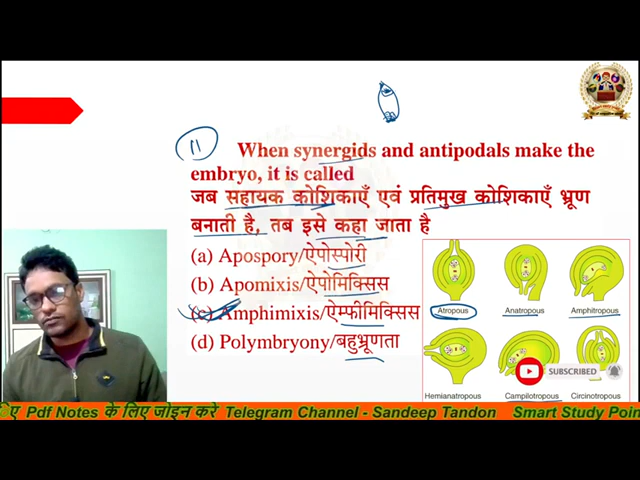 11
When synergids and antipodals make the
embryo, it is called
जब सहायक कोशिकाएँ एवं प्रतिमुख कोशिकाएँ भ्रूण
बनाती है, तब इसे कहा जाता है
(a) Apospory/ऐपोस्पोरी
(b) Apomixis/ऐपोमिक्सिस
(c) Amphimixis/ऐम्फीमिक्सिस
(d) Polymbryony/बहुभ्रूणता
Atropous
Anatropous
Amphitropous
SUBSCRIBED
Hemianatropous
Campilotropous
Circinotropous
Pdf Notes के लिए जोइन करे Telegram Channel - Sandeep Tandon Smart Study Poin